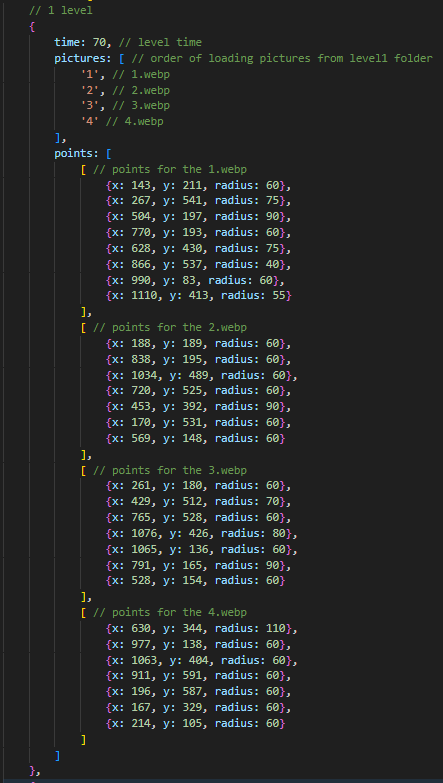 // 1 level
{
time: 70, // level time
pictures: [ // order of loading pictures from level1 folder
'1', // 1.webp
'2', // 2.webp
'3', // 3.webp
'4' // 4.webp
],
points: [
[ // points for the 1.webp
{x: 143, y: 211, radius: 60},
{x: 267, y: 541, radius: 75},
{x: 504, y: 197, radius: 90},
{x: 770, y: 193, radius: 60},
{x: 628, y: 430, radius: 75},
{x: 866, y: 537, radius: 40},
{x: 990, y: 83, radius: 60},
{x: 1110, y: 413, radius: 55}
],
[ // points for the 2.webp
{x: 188, y: 189, radius: 60},
{x: 838, y: 195, radius: 60},
{x: 1034, y: 489, radius: 60},
{x: 720, y: 525, radius: 60},
{x: 453, y: 392, radius: 90},
{x: 170, y: 531, radius: 60},
{x: 569, y: 148, radius: 60}
],
[ // points for the 3.webp
{x: 261, y: 180, radius: 60},
{x: 429, y: 512, radius: 70},
{x: 765, y: 528, radius: 60},
{x: 1076, y: 426, radius: 80},
{x: 1065, y: 136, radius: 60},
{x: 791, y: 165, radius: 90},
{x: 528, y: 154, radius: 60}
],
[ // points for the 4.webp
{x: 630, y: 344, radius: 110},
{x: 977, y: 138, radius: 60},
{x: 1063, y: 404, radius: 60},
{x: 911, y: 591, radius: 60},
{x: 196, y: 587, radius: 60},
{x: 167, y: 329, radius: 60},
{x: 214, y: 105, radius: 60}
]
]
},